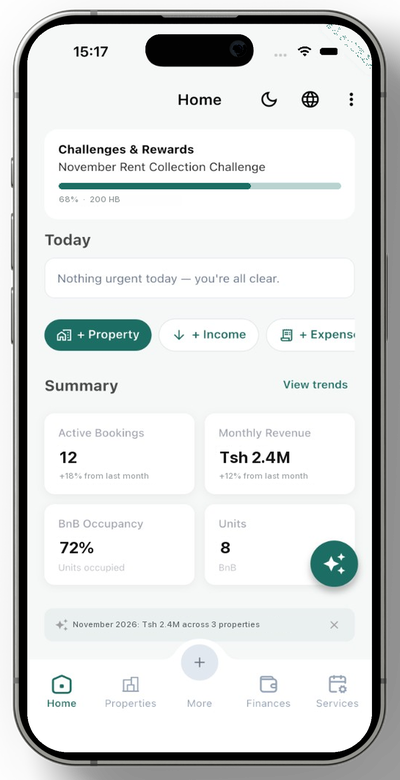 15:17
Home
Challenges & Rewards
November Rent Collection Challenge
68% · 200 HB
Today
Nothing urgent today — you're all clear.
+ Property
+ Income
+ Expense
Summary
View trends
Active Bookings
12
+18% from last month
Monthly Revenue
Tsh 2.4M
+12% from last month
BnB Occupancy
72%
Units occupied
Units
8
BnB
November 2026: Tsh 2.4M across 3 properties
Home
Properties
More
Finances
Services